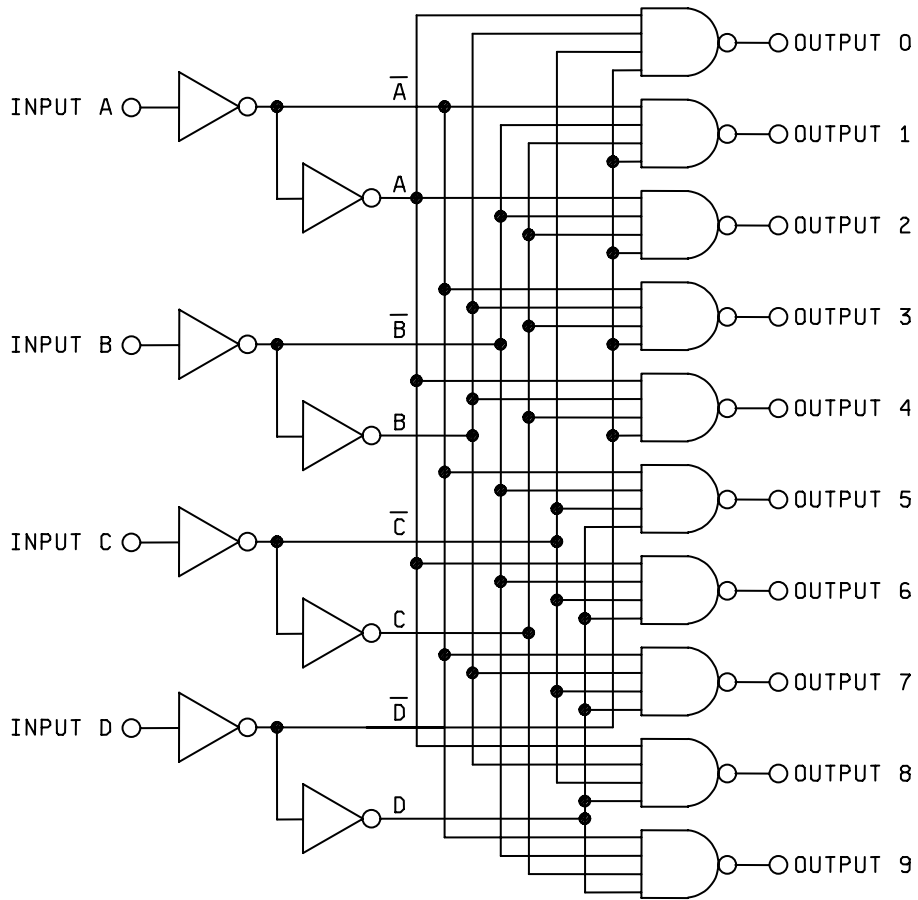 OUTPUT 0
A̅
INPUT A
OUTPUT 1
A
OUTPUT 2
B̅
OUTPUT 3
INPUT B
B
OUTPUT 4
OUTPUT 5
C̅
INPUT C
OUTPUT 6
C
OUTPUT 7
D̅
INPUT D
OUTPUT 8
D
OUTPUT 9